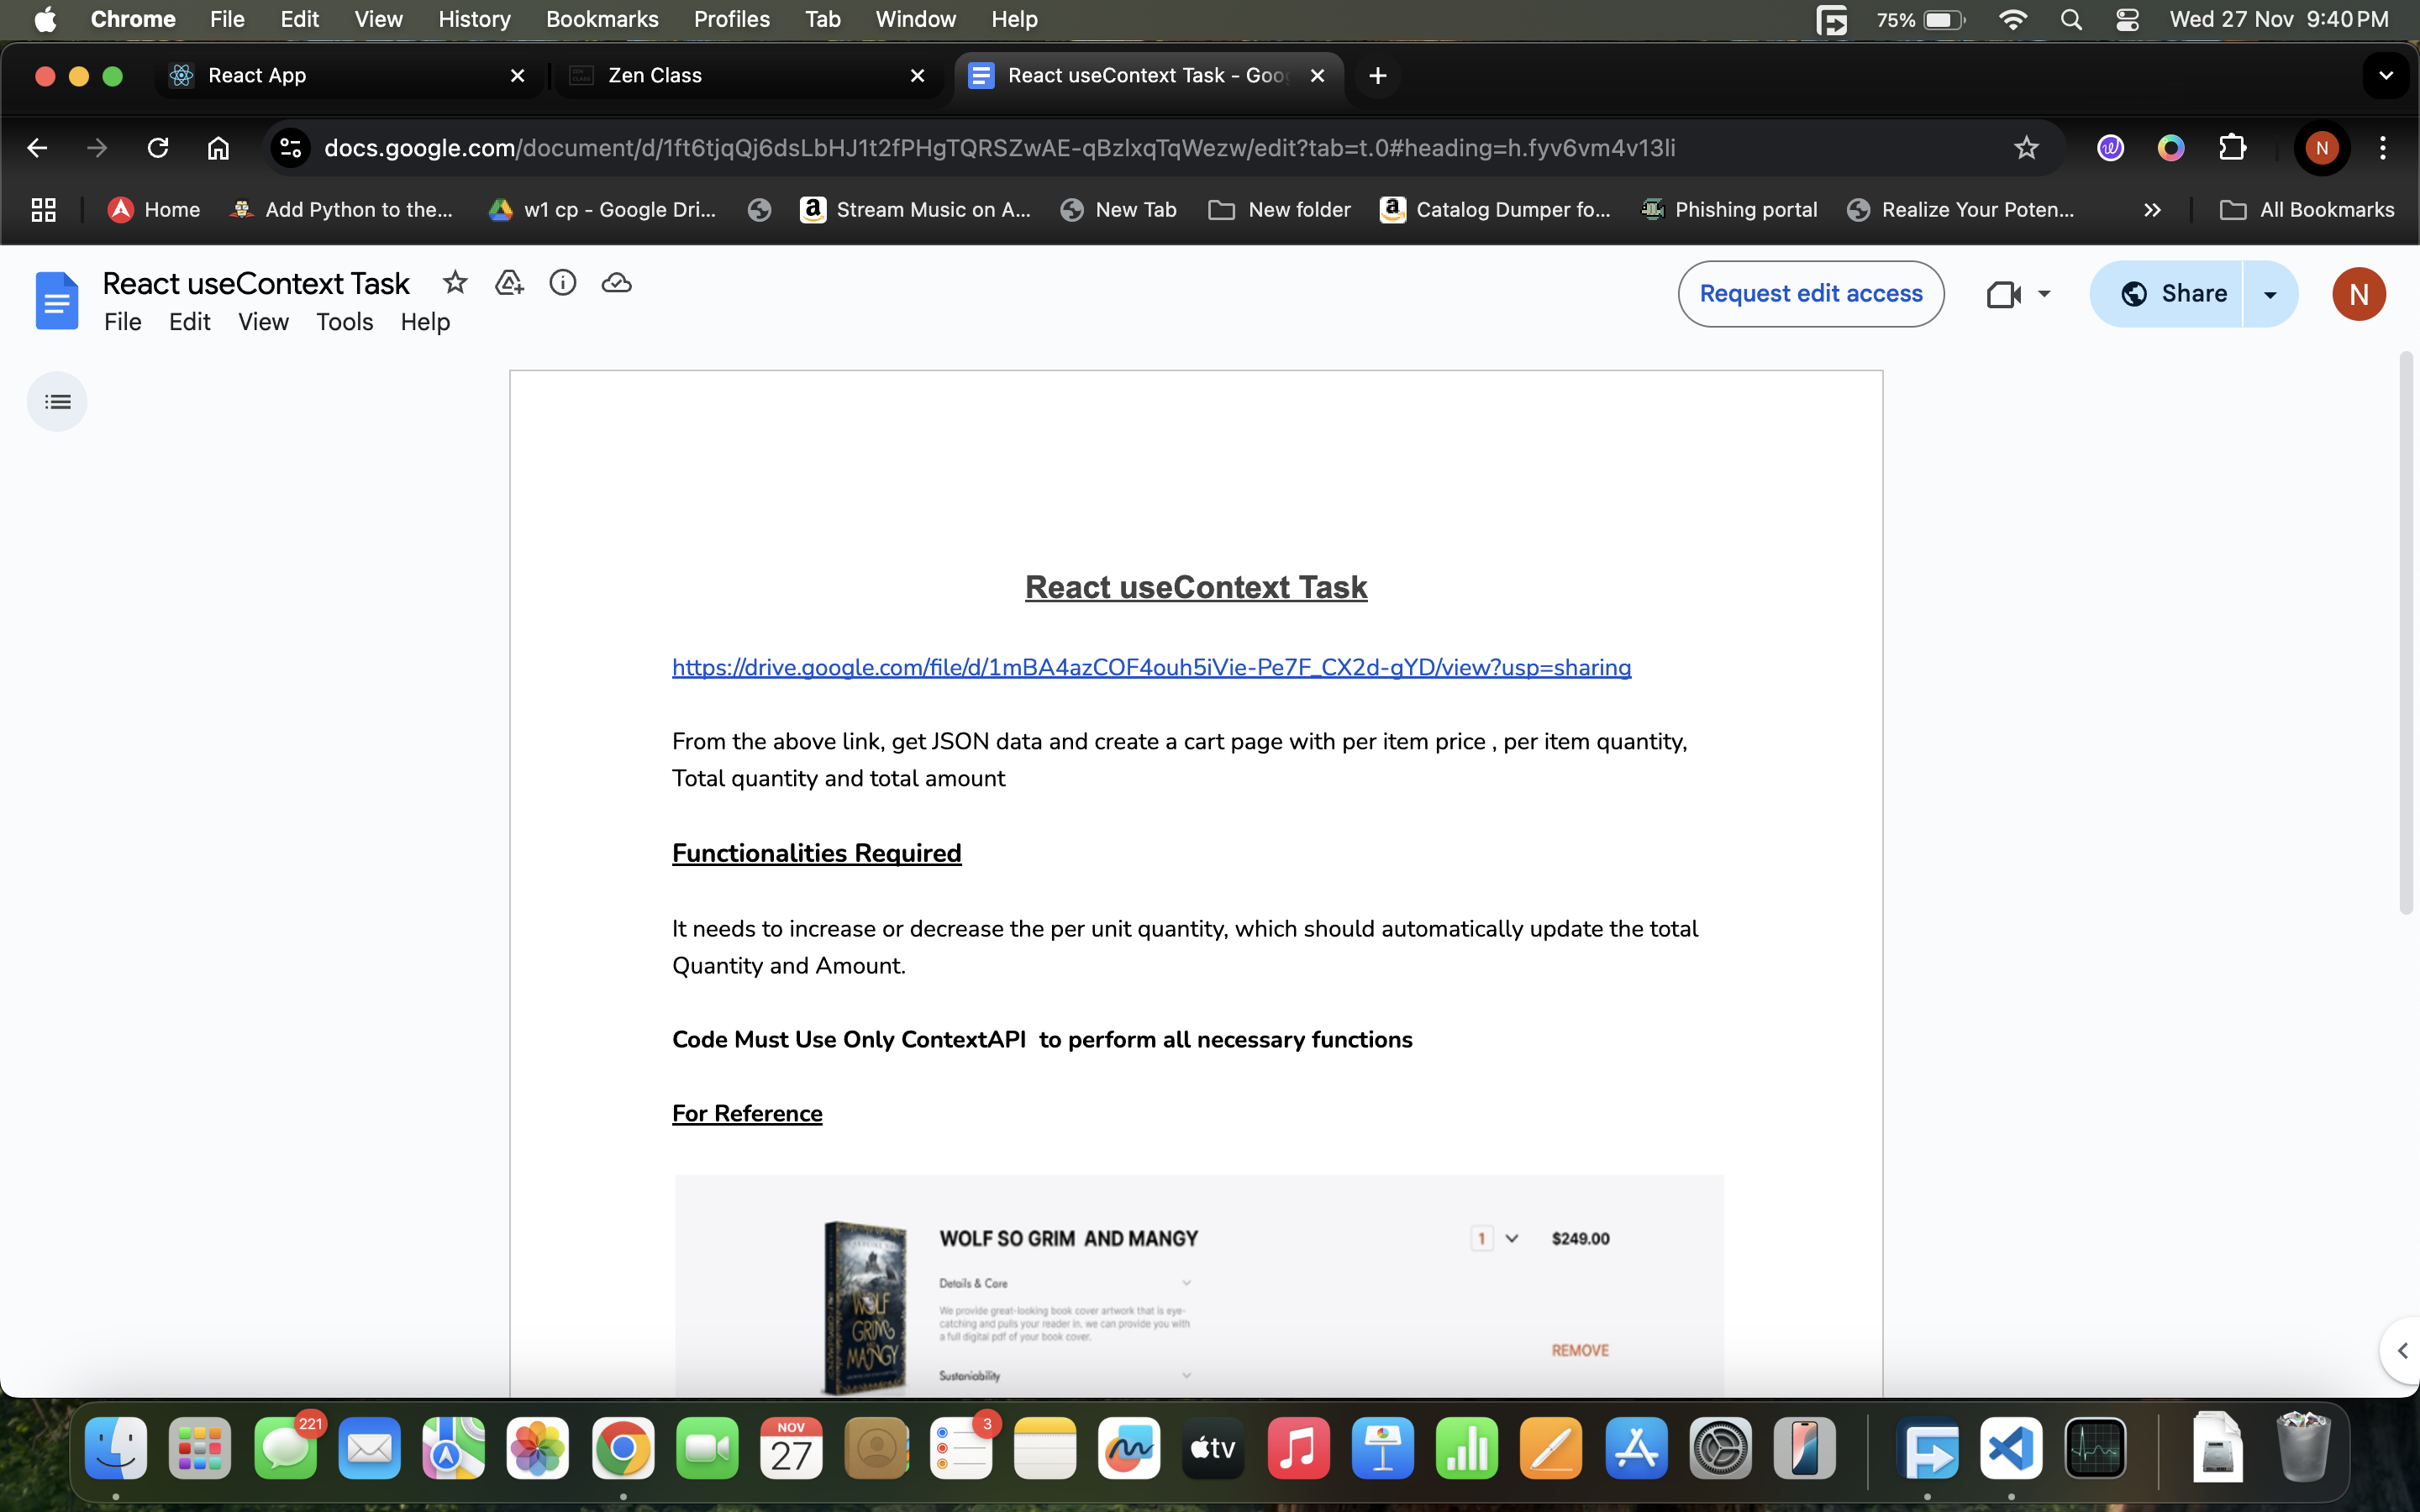 Chrome File Edit View History Bookmarks Profiles Tab Window Help 75% Wed 27 Nov 9:40 PM
React App Zen Class React useContext Task - Goo
docs.google.com/document/d/1ft6tjqQj6dsLbHJ1t2fPHgTQRSZwAE-qBzlxqTqWezw/edit?tab=t.0#heading=h.fyv6vm4v13li N
Home Add Python to the... w1 cp - Google Dri... Stream Music on A... New Tab New folder Catalog Dumper fo... Phishing portal Realize Your Poten... All Bookmarks
React useContext Task
Request edit access Share N
File Edit View Tools Help
React useContext Task
https://drive.google.com/file/d/1mBA4azCOF4ouh5iVie-Pe7F_CX2d-gYD/view?usp=sharing
From the above link, get JSON data and create a cart page with per item price , per item quantity,
Total quantity and total amount
Functionalities Required
It needs to increase or decrease the per unit quantity, which should automatically update the total
Quantity and Amount.
Code Must Use Only ContextAPI  to perform all necessary functions
For Reference
WOLF SO GRIM AND MANGY 1 $249.00
Details & Care
We provide great-looking book cover artwork that is eye-
catching and pulls your reader in. we can provide you with
a full digital pdf of your book cover.
WOLF
GRIM
MANGY
REMOVE
Sustaniability
221 NOV 27 3 tv